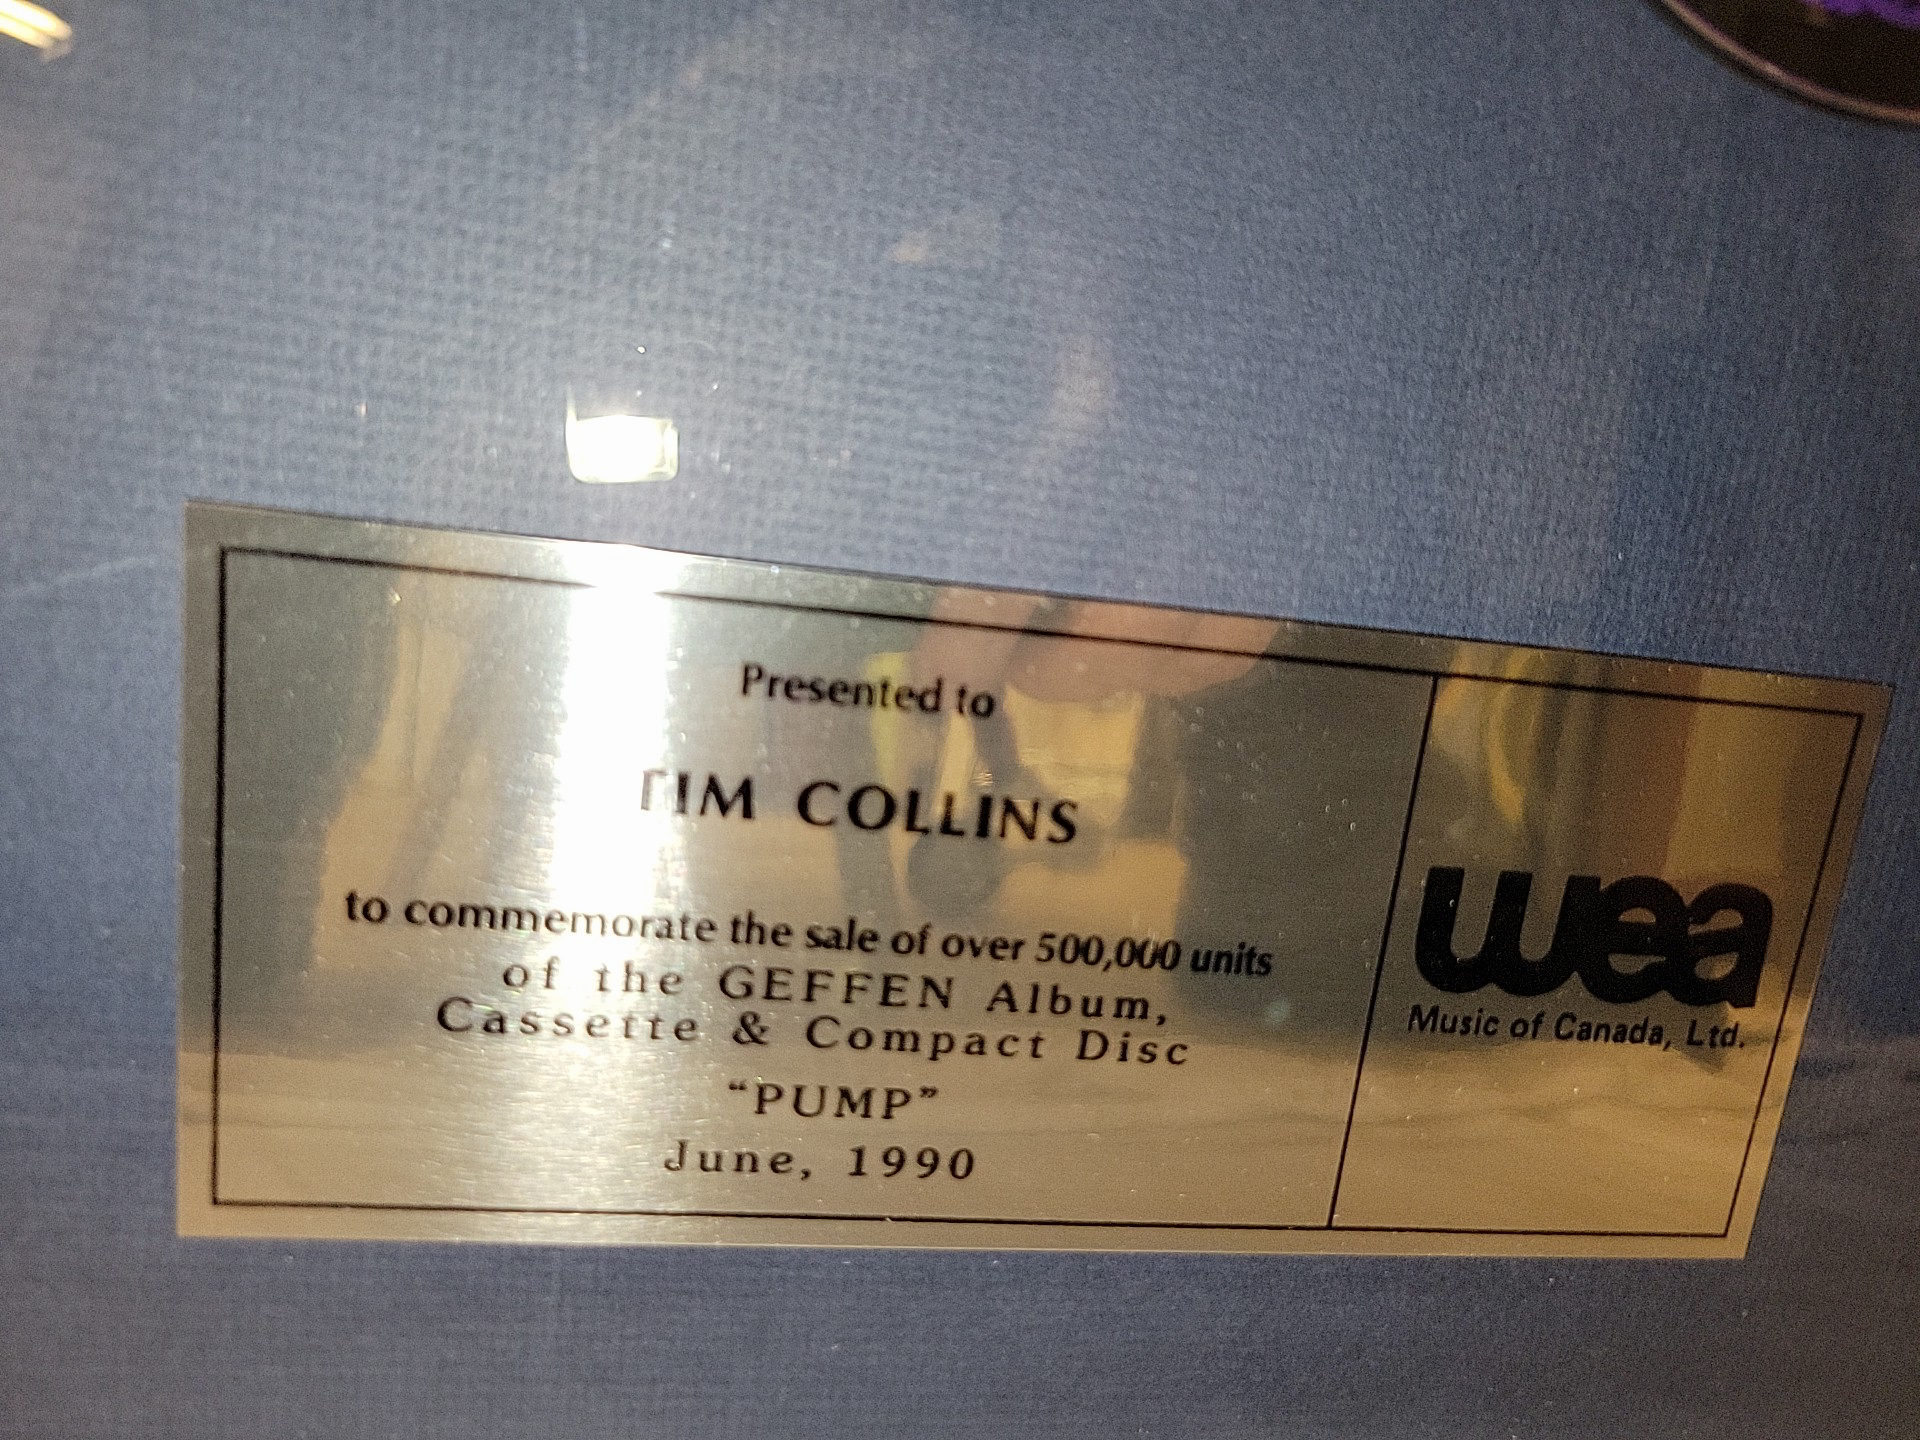 Presented to
TIM COLLINS
to commemorate the sale of over 500,000 units
of the GEFFEN Album,
Cassette & Compact Disc
"PUMP"
June, 1990
wea
Music of Canada, Ltd.